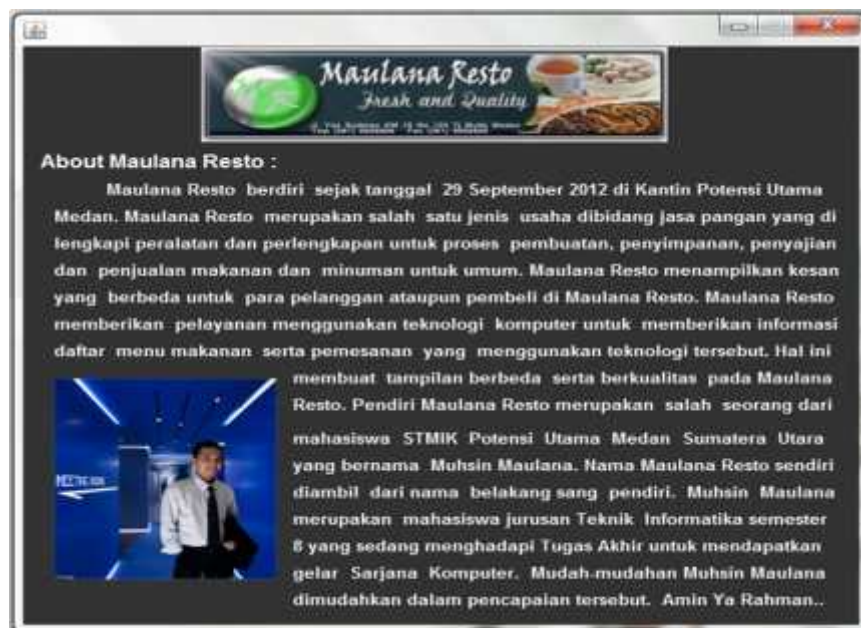 Maulana Resto
Fresh and Quality
About Maulana Resto :
Maulana Resto berdiri sejak tanggal 29 September 2012 di Kantin Potensi Utama
Medan. Maulana Resto merupakan salah satu jenis usaha dibidang jasa pangan yang di
lengkapi peralatan dan perlengkapan untuk proses pembuatan, penyimpanan, penyajian
dan penjualan makanan dan minuman untuk umum. Maulana Resto menampilkan kesan
yang berbeda untuk para pelanggan ataupun pembeli di Maulana Resto. Maulana Resto
memberikan pelayanan menggunakan teknologi komputer untuk memberikan informasi
daftar menu makanan serta pemesanan yang menggunakan teknologi tersebut. Hal ini
membuat tampilan berbeda serta berkualitas pada Maulana
Resto. Pendiri Maulana Resto merupakan salah seorang dari
mahasiswa STMIK Potensi Utama Medan Sumatera Utara
yang bernama Muhsin Maulana. Nama Maulana Resto sendiri
diambil dari nama belakang sang pendiri. Muhsin Maulana
merupakan mahasiswa jurusan Teknik Informatika semester
8 yang sedang menghadapi Tugas Akhir untuk mendapatkan
gelar Sarjana Komputer. Mudah-mudahan Muhsin Maulana
dimudahkan dalam pencapaian tersebut. Amin Ya Rahman..